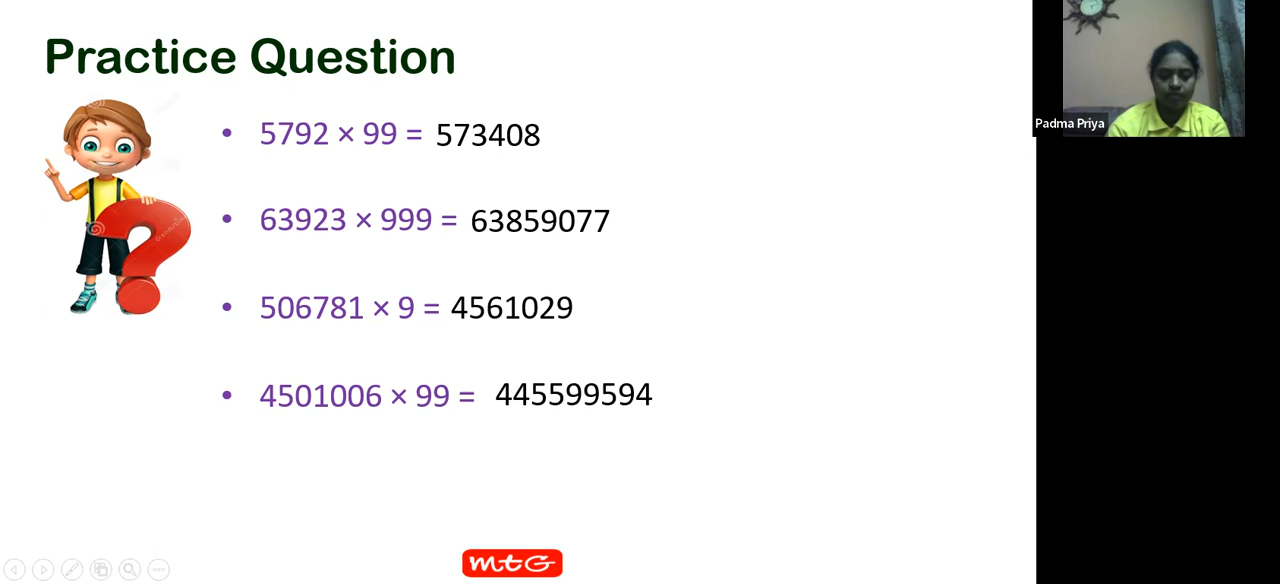 Practice Question
• 5792 × 99 = 573408
• 63923 × 999 = 63859077
• 506781 × 9 = 4561029
• 4501006 × 99 = 445599594
Padma Priya
mtG